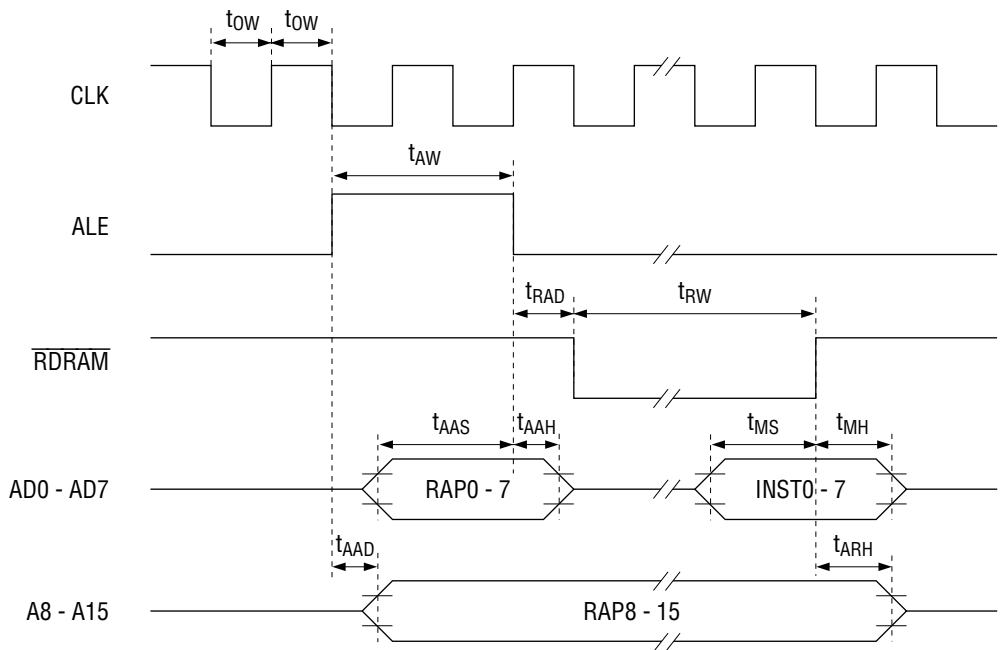 tOW tOW
CLK
tAW
ALE
tRAD tRW
RDRAM
tAAS tAAH tMS tMH
AD0 - AD7 RAP0 - 7 INST0 - 7
tAAD tARH
A8 - A15 RAP8 - 15